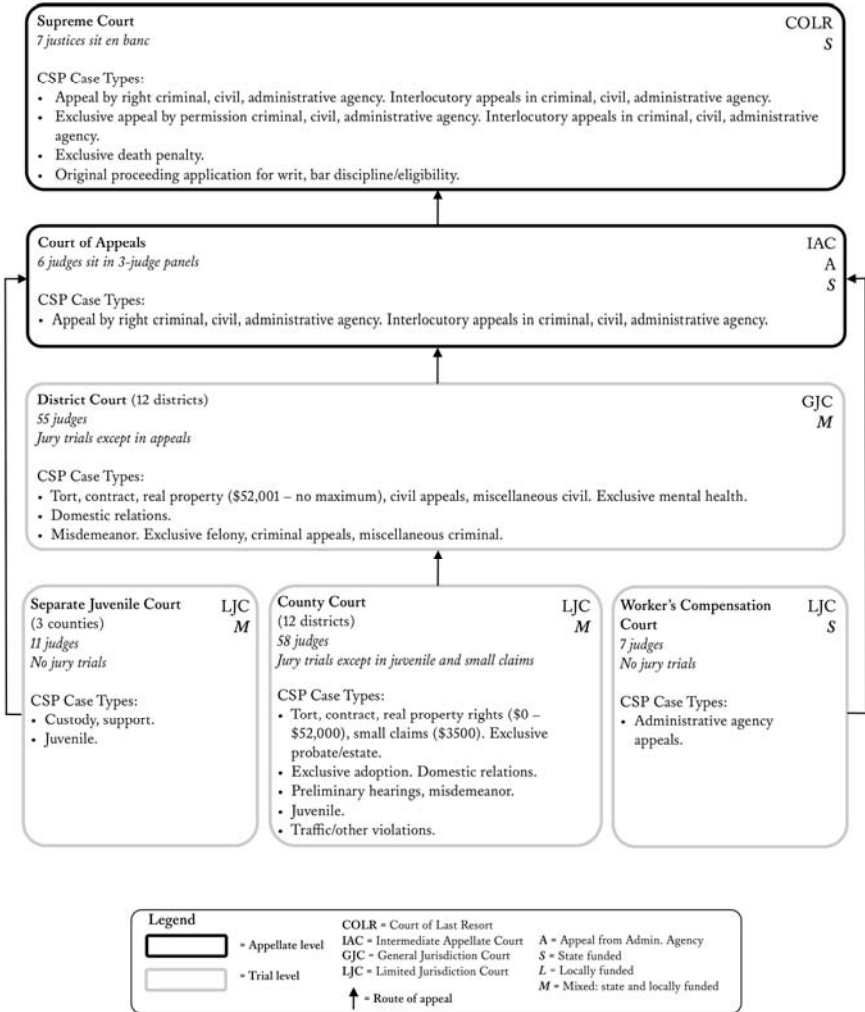 Supreme Court
COLR
7 justices sit en banc
S
CSP Case Types:
• Appeal by right criminal, civil, administrative agency. Interlocutory appeals in criminal, civil, administrative agency.
• Exclusive appeal by permission criminal, civil, administrative agency. Interlocutory appeals in criminal, civil, administrative
agency.
• Exclusive death penalty.
• Original proceeding application for writ, bar discipline/eligibility.
Court of Appeals
IAC
6 judges sit in 3-judge panels
A
S
CSP Case Types:
• Appeal by right criminal, civil, administrative agency. Interlocutory appeals in criminal, civil, administrative agency.
District Court (12 districts)
GJC
55 judges
M
Jury trials except in appeals
CSP Case Types:
• Tort, contract, real property ($52,001 – no maximum), civil appeals, miscellaneous civil. Exclusive mental health.
• Domestic relations.
• Misdemeanor. Exclusive felony, criminal appeals, miscellaneous criminal.
Separate Juvenile Court
LJC
(3 counties)
M
11 judges
No jury trials
CSP Case Types:
• Custody, support.
• Juvenile.
County Court
LJC
(12 districts)
M
58 judges
Jury trials except in juvenile and small claims
CSP Case Types:
• Tort, contract, real property rights ($0 –
$52,000), small claims ($3500). Exclusive
probate/estate.
• Exclusive adoption. Domestic relations.
• Preliminary hearings, misdemeanor.
• Juvenile.
• Traffic/other violations.
Worker's Compensation
LJC
Court
S
7 judges
No jury trials
CSP Case Types:
• Administrative agency
appeals.
Legend
= Appellate level
= Trial level
COLR = Court of Last Resort
IAC = Intermediate Appellate Court
GJC = General Jurisdiction Court
LJC = Limited Jurisdiction Court
= Route of appeal
A = Appeal from Admin. Agency
S = State funded
L = Locally funded
M = Mixed: state and locally funded